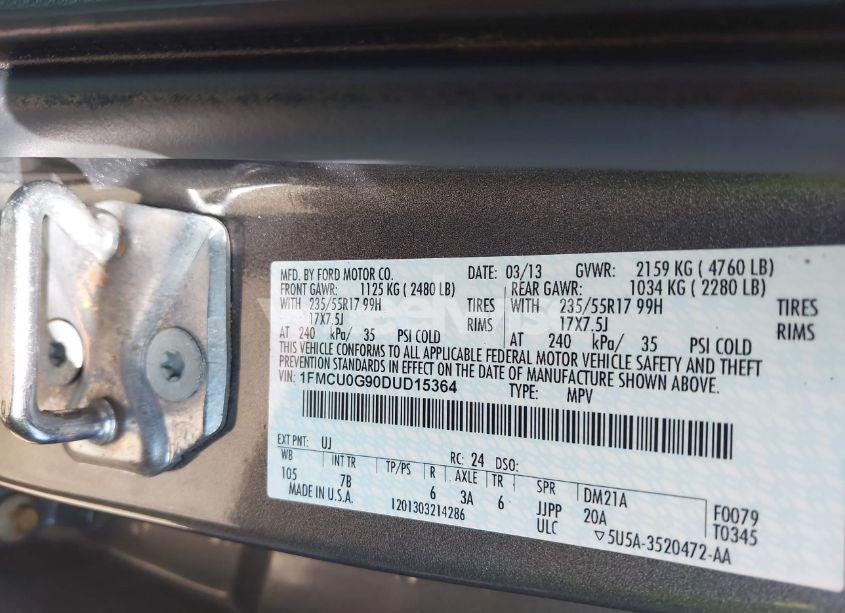 MFD. BY FORD MOTOR CO. DATE: 03/13 GVWR: 2159 KG ( 4760 LB)
FRONT GAWR: 1125 KG ( 2480 LB) REAR GAWR: 1034 KG ( 2280 LB)
WITH 235/55R17 99H TIRES WITH 235/55R17 99H TIRES
17X7.5J RIMS 17X7.5J RIMS
AT 240 kPa/ 35 PSI COLD AT 240 kPa/ 35 PSI COLD
THIS VEHICLE CONFORMS TO ALL APPLICABLE FEDERAL MOTOR VEHICLE SAFETY AND THEFT
PREVENTION STANDARDS IN EFFECT ON THE DATE OF MANUFACTURE SHOWN ABOVE.
VIN: 1FMCU0G90DUD15364 TYPE: MPV
EXT PNT: UJ RC: 24 DSO:
WB INT TR TP/PS R AXLE TR SPR DM21A F0079
105 7B 6 3A 6 JJPP 20A T0345
MADE IN U.S.A. 1201303214286 ULC ▽5U5A-3520472-AA